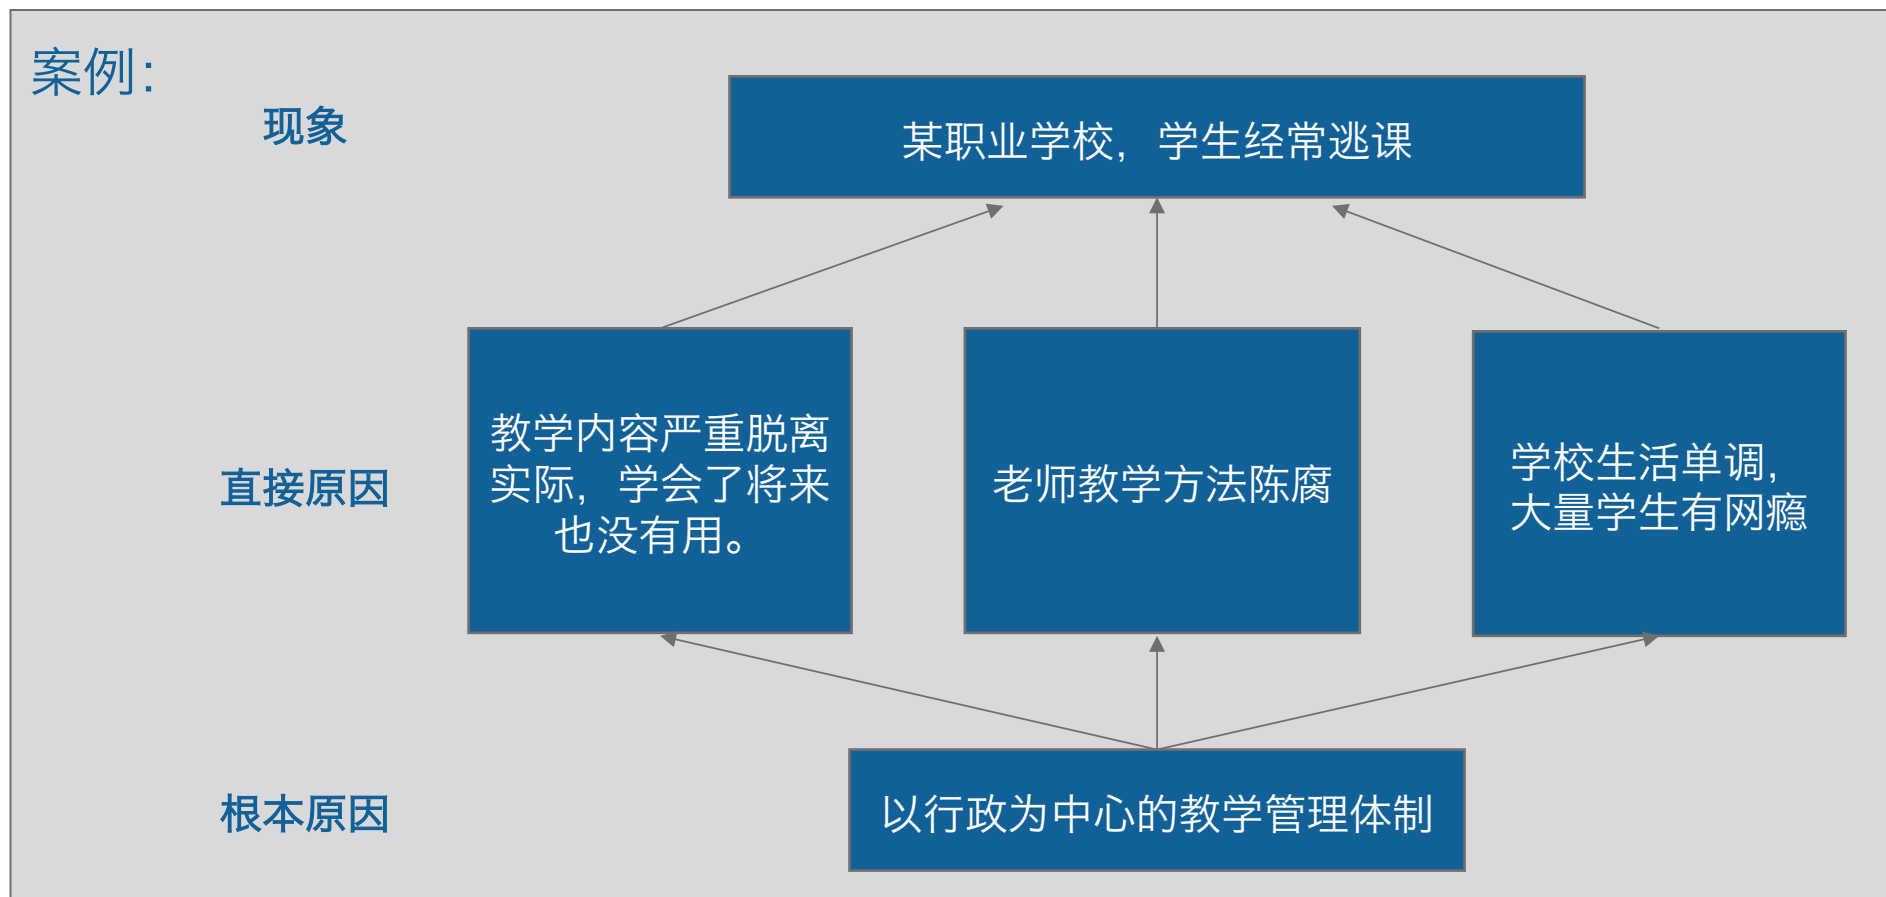 案例：
现象
某职业学校，学生经常逃课
教学内容严重脱离
实际，学会了将来
也没有用。
直接原因
老师教学方法陈腐
学校生活单调，
大量学生有网瘾
根本原因
以行政为中心的教学管理体制